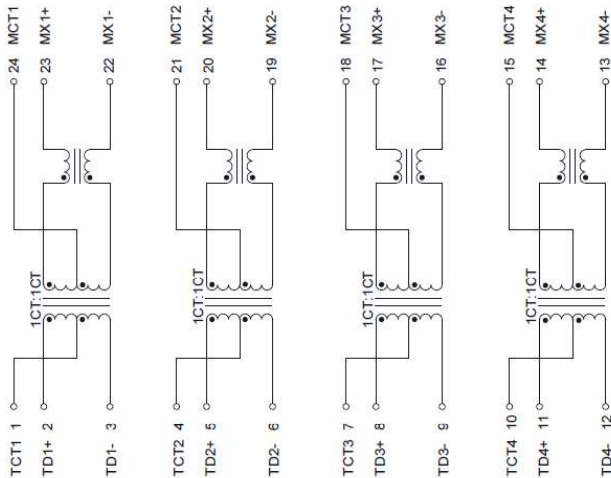 24 MCT1
23 MX1+
22 MX1-
21 MCT2
20 MX2+
19 MX2-
18 MCT3
17 MX3+
16 MX3-
15 MCT4
14 MX4+
13 MX4-
1CT:1CT
1CT:1CT
1CT:1CT
1CT:1CT
TCT1 1
TD1+ 2
TD1- 3
TCT2 4
TD2+ 5
TD2- 6
TCT3 7
TD3+ 8
TD3- 9
TCT4 10
TD4+ 11
TD4- 12